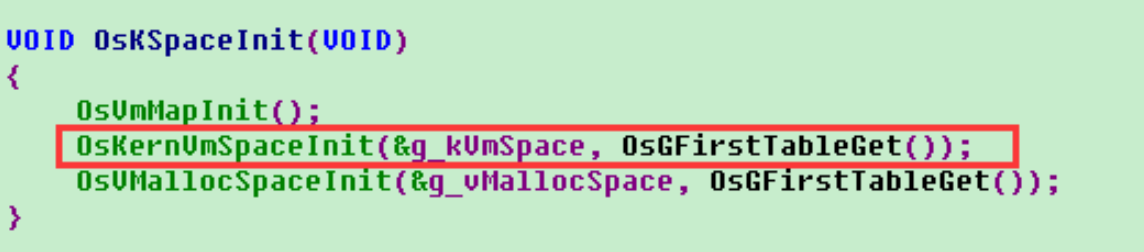 VOID OsKSpaceInit(VOID)
{
    OsVmMapInit();
    OsKernVmSpaceInit(&g_kVmSpace, OsGFirstTableGet());
    OsVMallocSpaceInit(&g_vMallocSpace, OsGFirstTableGet());
}